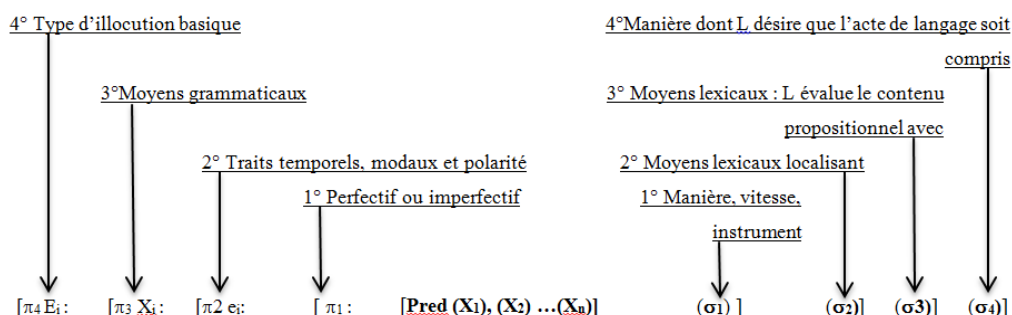 4° Type d'illocution basique
4°Manière dont L désire que l'acte de langage soit
compris
3°Moyens grammaticaux
3° Moyens lexicaux : L évalue le contenu
propositionnel avec
2° Traits temporels, modaux et polarité
2° Moyens lexicaux localisant
1° Perfectif ou imperfectif
1° Manière, vitesse,
instrument
[π4 Ei: [π3 Xi: [π2 ei: [ π1 : [Pred (X1), (X2) …(Xn)] (σ1) ] (σ2)] (σ3)] (σ4)]